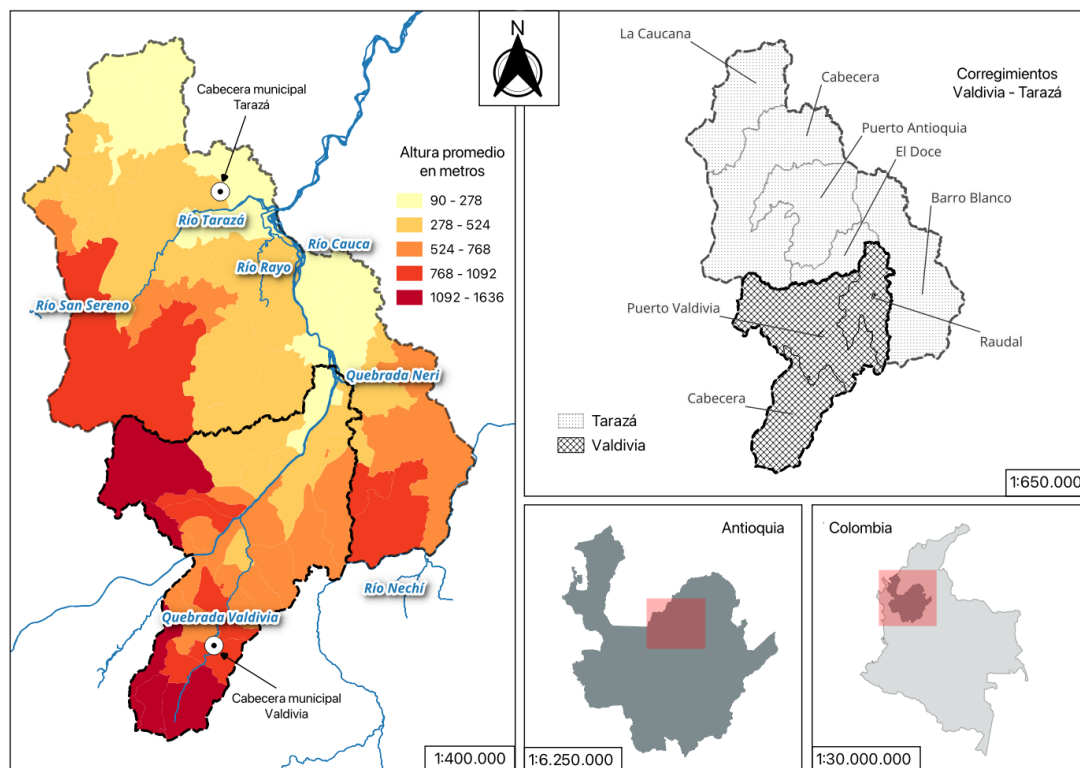 Cabecera municipal
Tarazá
Altura promedio
en metros
90 - 278
278 - 524
524 - 768
768 - 1092
1092 - 1636
Río Tarazá
Río Cauca
Río Rayo
Río San Sereno
Quebrada Neri
Río Nechí
Quebrada Valdivia
Cabecera municipal
Valdivia
1:400.000
N
La Caucana
Cabecera
Corregimientos
Valdivia - Tarazá
Puerto Antioquia
El Doce
Barro Blanco
Puerto Valdivia
Raudal
Cabecera
Tarazá
Valdivia
1:650.000
Antioquia
1:6.250.000
Colombia
1:30.000.000